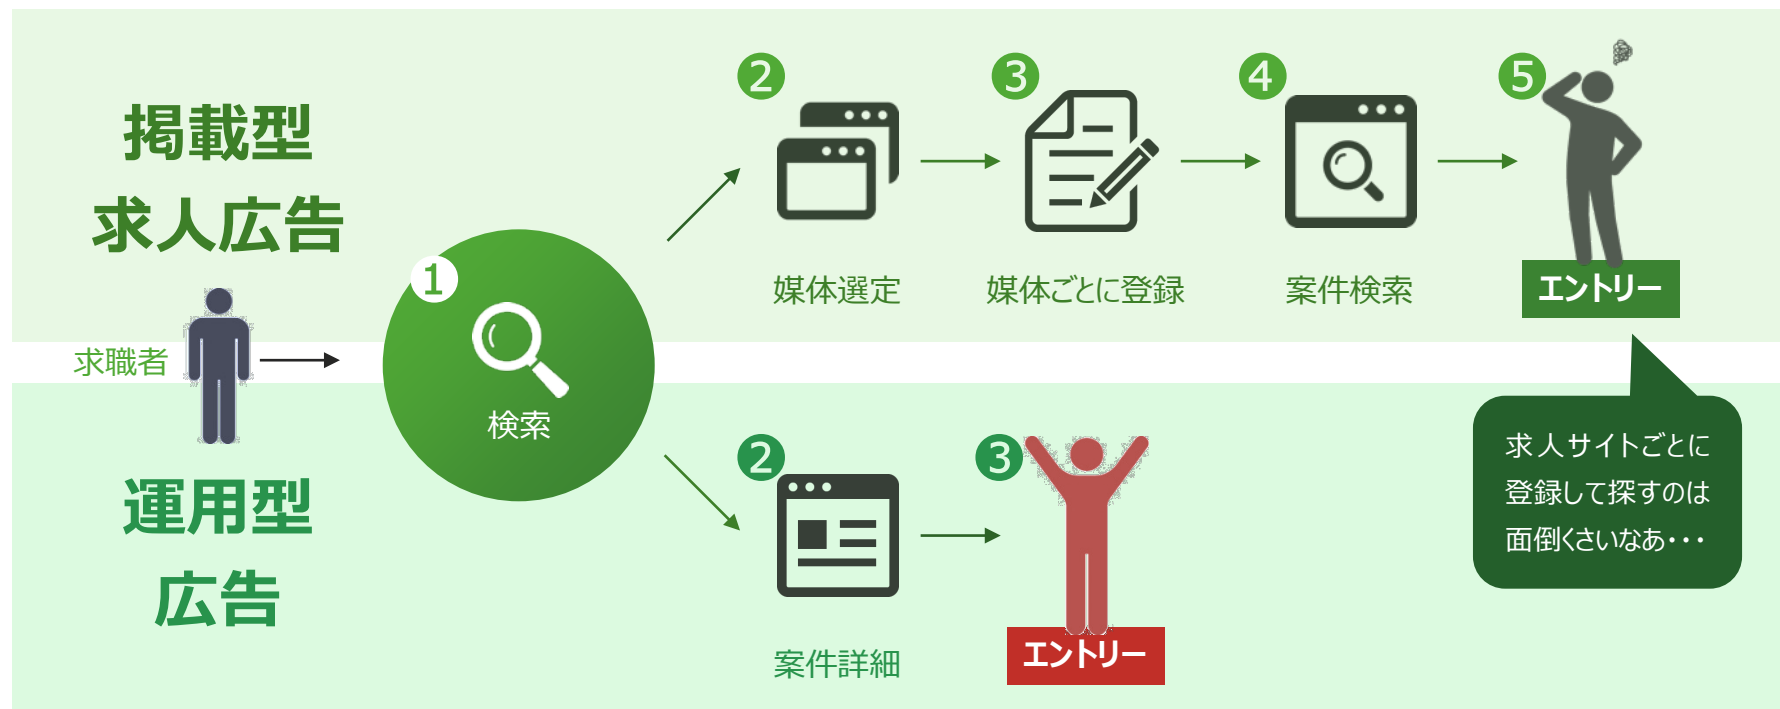 掲載型
求人広告
求職者
1
検索
2
媒体選定
3
媒体ごとに登録
4
案件検索
5
エントリー
求人サイトごとに
登録して探すのは
面倒くさいなあ・・・
運用型
広告
2
案件詳細
3
エントリー